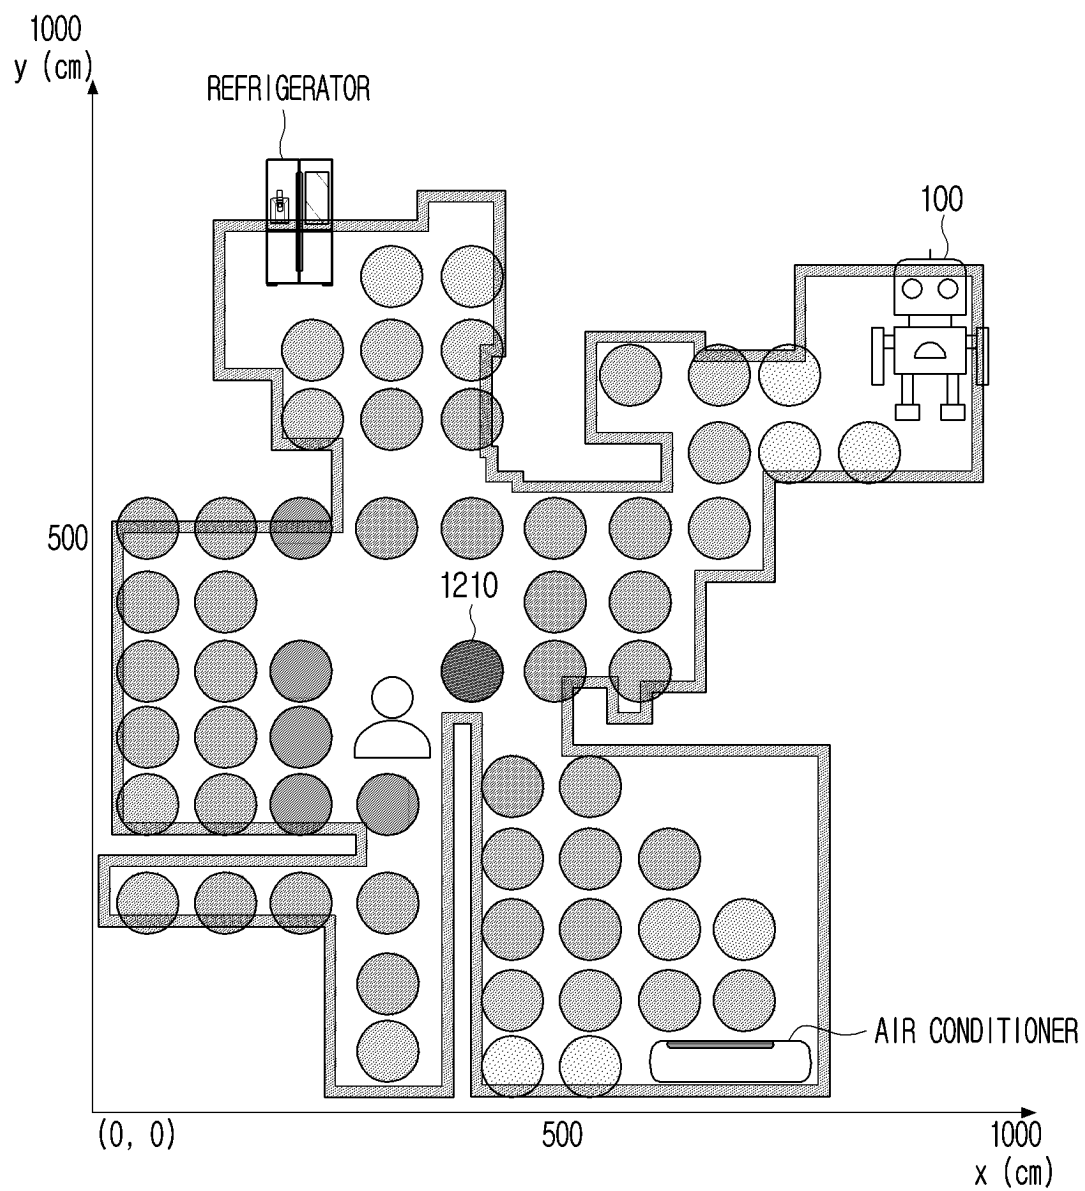 1000
y (cm)
REFRIGERATOR
100
500
1210
AIR CONDITIONER
(0, 0)
500
1000
x (cm)